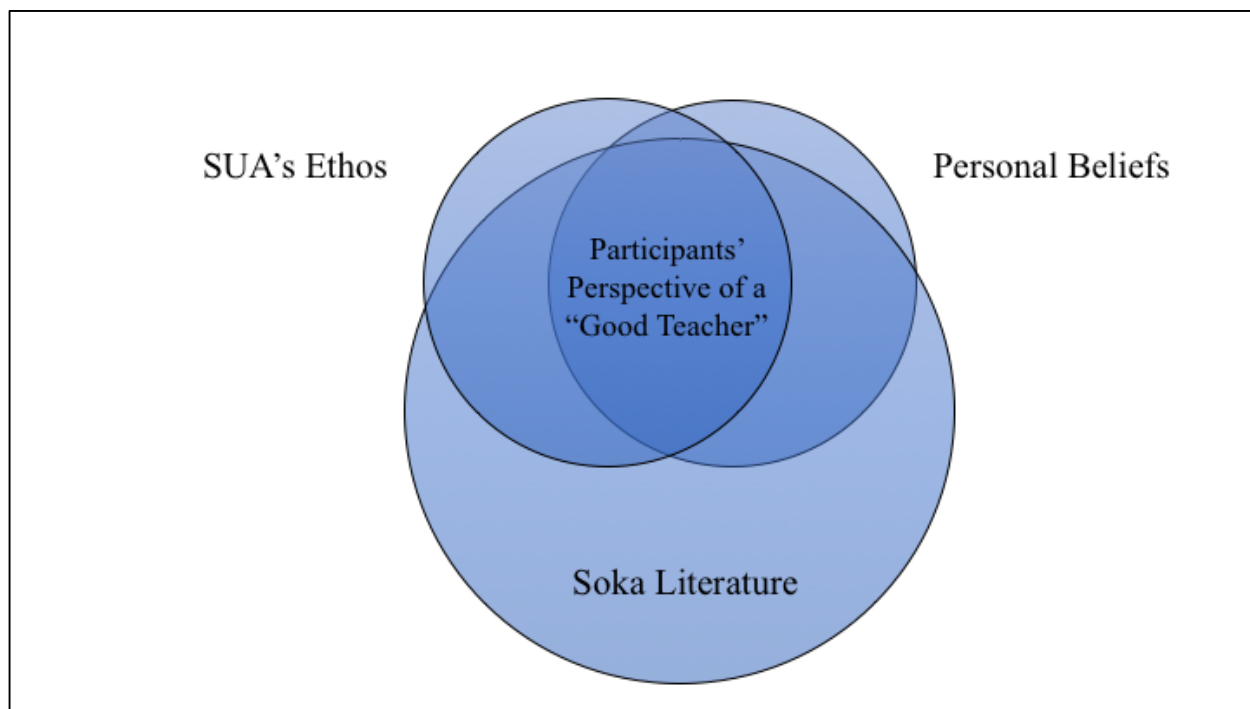 SUA’s Ethos
Personal Beliefs
Participants’
Perspective of a
“Good Teacher”
Soka Literature